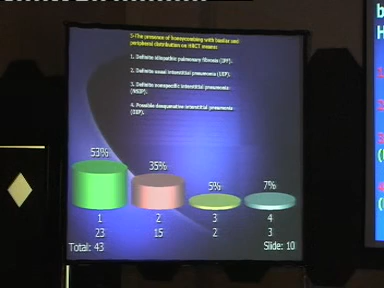 5-The presence of honeycombing with basilar and
peripheral distribution on HRCT means:
1. Definite idiopathic pulmonary fibrosis (IPF).
2. Definite usual interstitial pneumonia (UIP).
3. Definite nonspecific interstitial pneumonia
(NSIP).
4. Possible desquamative interstitial pneumonia
(DIP).
53% 35% 5% 7%
1 2 3 4
23 15 2 3
Total: 43 Slide: 10